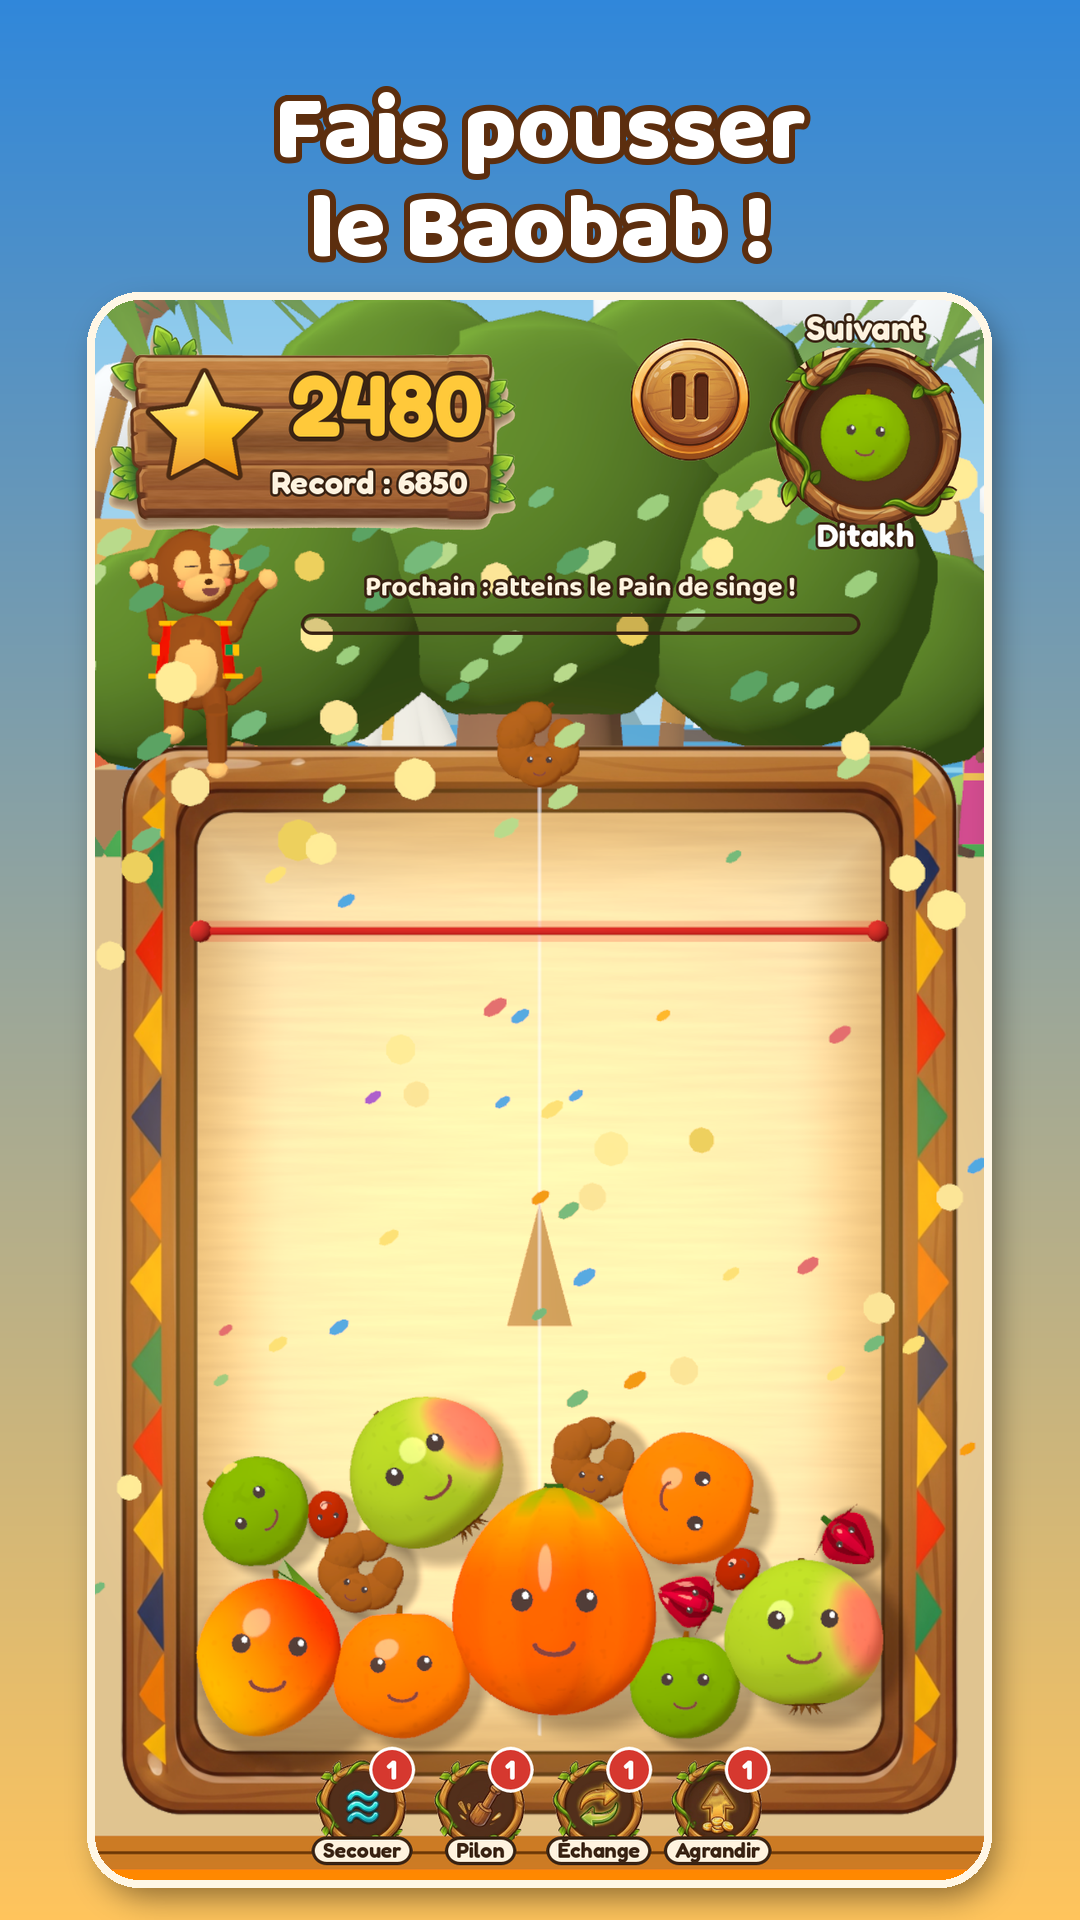 Fais pousser
le Baobab !
Suivant
2480
Record : 6850
Ditakh
Prochain : atteins le Pain de singe !
1 1 1 1
Secouer Pilon Échange Agrandir